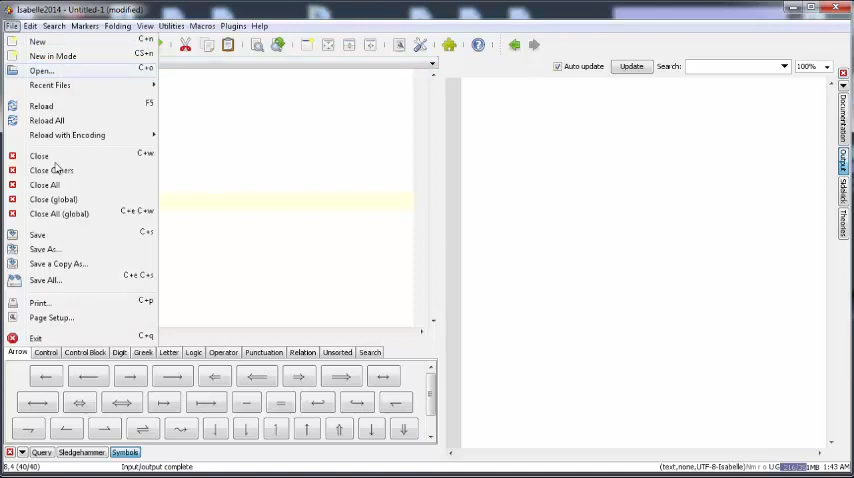 Isabelle2014 - Untitled-1 (modified)
File Edit Search Markers Folding View Utilities Macros Plugins Help
New C+n
New in Mode CS+n
Open... C+o
Recent Files
Reload F5
Reload All
Reload with Encoding
Close C+w
Close Others
Close All
Close (global)
Close All (global) C+e C+w
Save C+s
Save As...
Save a Copy As...
Save All... C+e C+s
Print... C+p
Page Setup...
Exit C+q
Auto update Update Search: 100%
Documentation
Output
Sidekick
Theories
Arrow Control Control Block Digit Greek Letter Logic Operator Punctuation Relation Unsorted Search
Query Sledgehammer Symbols
8,4 (40/40) Input/output complete (text,none,UTF-8-Isabelle) N m r o UG 1:43 AM